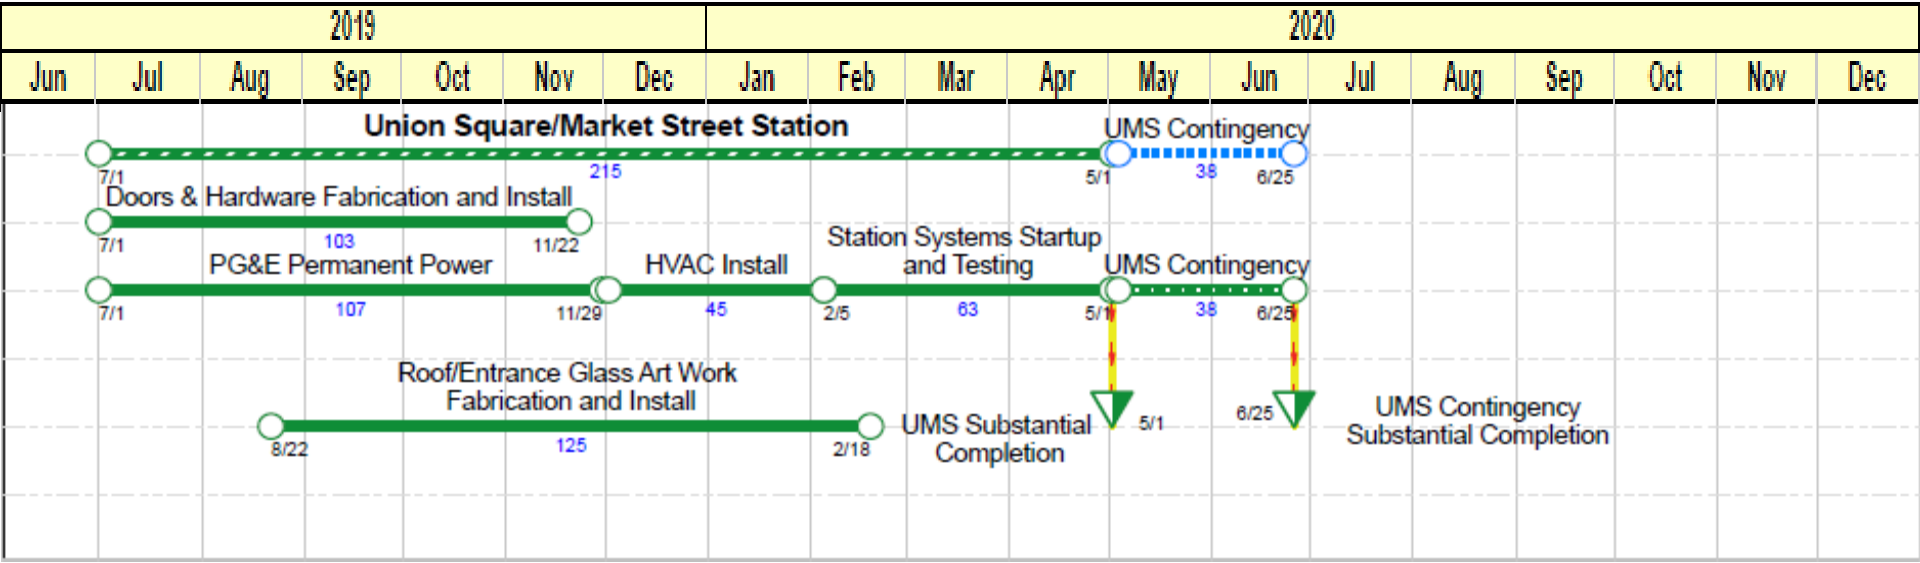 2019 2020
Jun Jul Aug Sep Oct Nov Dec Jan Feb Mar Apr May Jun Jul Aug Sep Oct Nov Dec
Union Square/Market Street Station UMS Contingency
7/1 215 5/1 38 6/25
Doors & Hardware Fabrication and Install
7/1 103 11/22
Station Systems Startup
PG&E Permanent Power HVAC Install and Testing UMS Contingency
7/1 107 11/29 45 2/5 63 5/1 38 6/25
Roof/Entrance Glass Art Work
Fabrication and Install
8/22 125 2/18
UMS Substantial
Completion
5/1
6/25
UMS Contingency
Substantial Completion